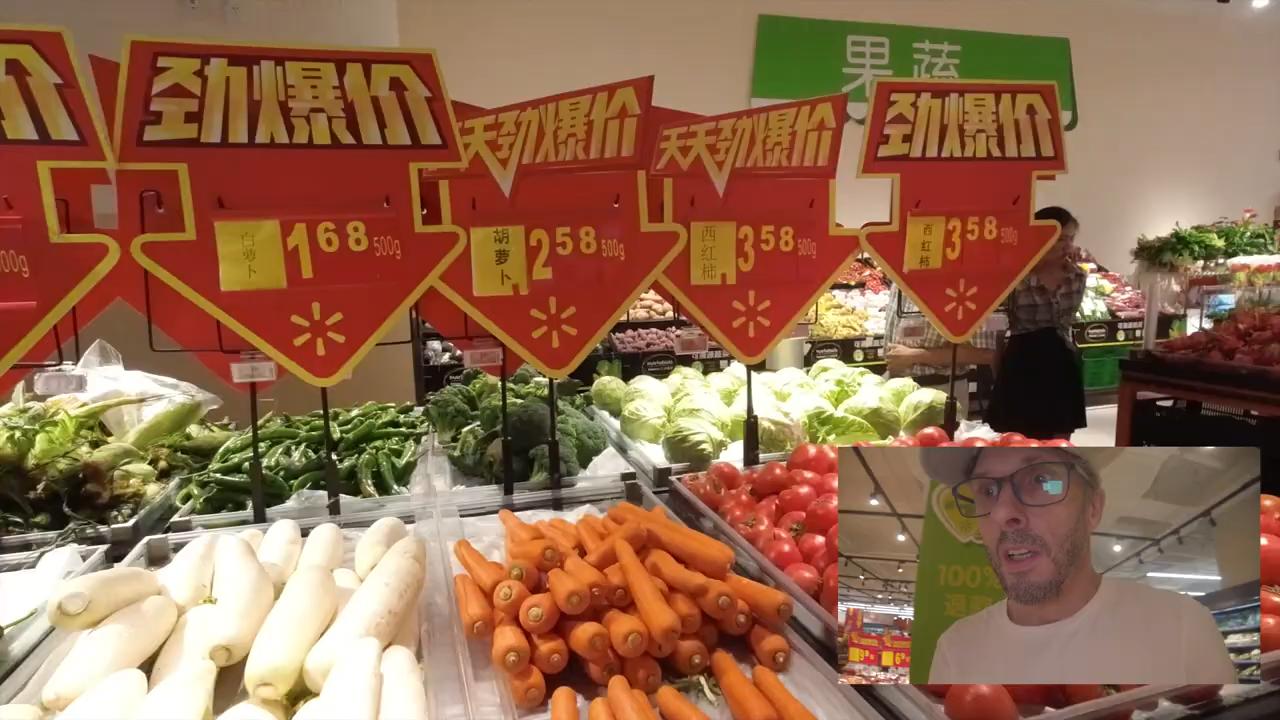 果蔬
劲爆价
天天劲爆价
天天劲爆价
劲爆价
白萝卜
1 68 500g
胡萝卜
2 58 500g
西红柿
3 58 500g
西红柿
3 58 500g
100%